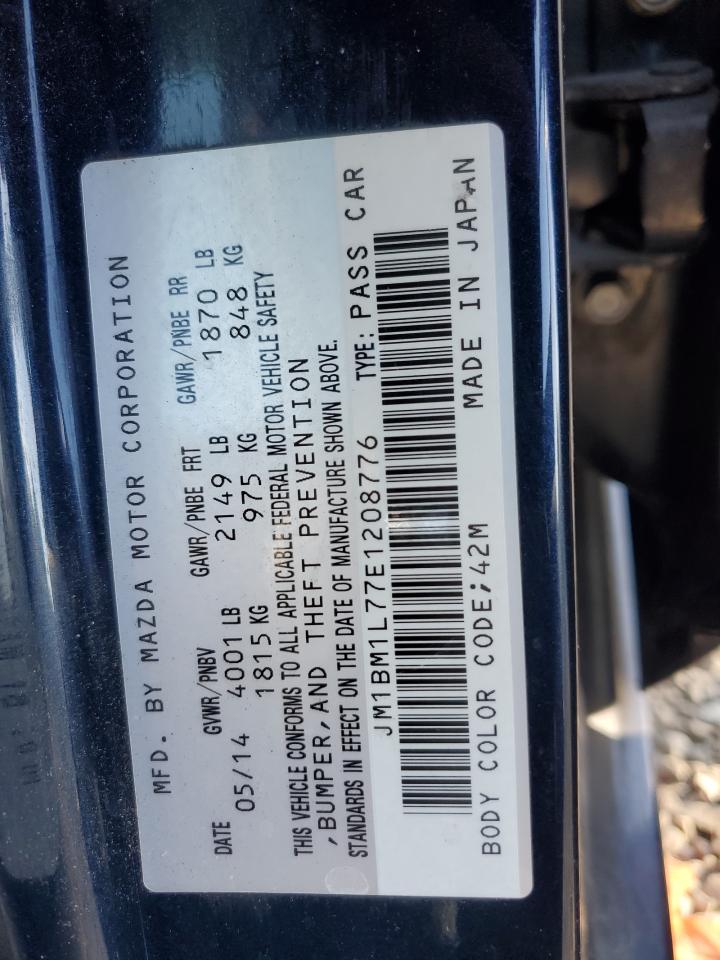 MFD. BY MAZDA MOTOR CORPORATION
DATE GVWR/PNBV GAWR/PNBE FRT GAWR/PNBE RR
05/14 4001 LB 2149 LB 1870 LB
1815 KG 975 KG 848 KG
THIS VEHICLE CONFORMS TO ALL APPLICABLE FEDERAL MOTOR VEHICLE SAFETY
,BUMPER,AND THEFT PREVENTION
STANDARDS IN EFFECT ON THE DATE OF MANUFACTURE SHOWN ABOVE.
JM1BM1L77E1208776 TYPE: PASS CAR
BODY COLOR CODE;42M MADE IN JAPAN